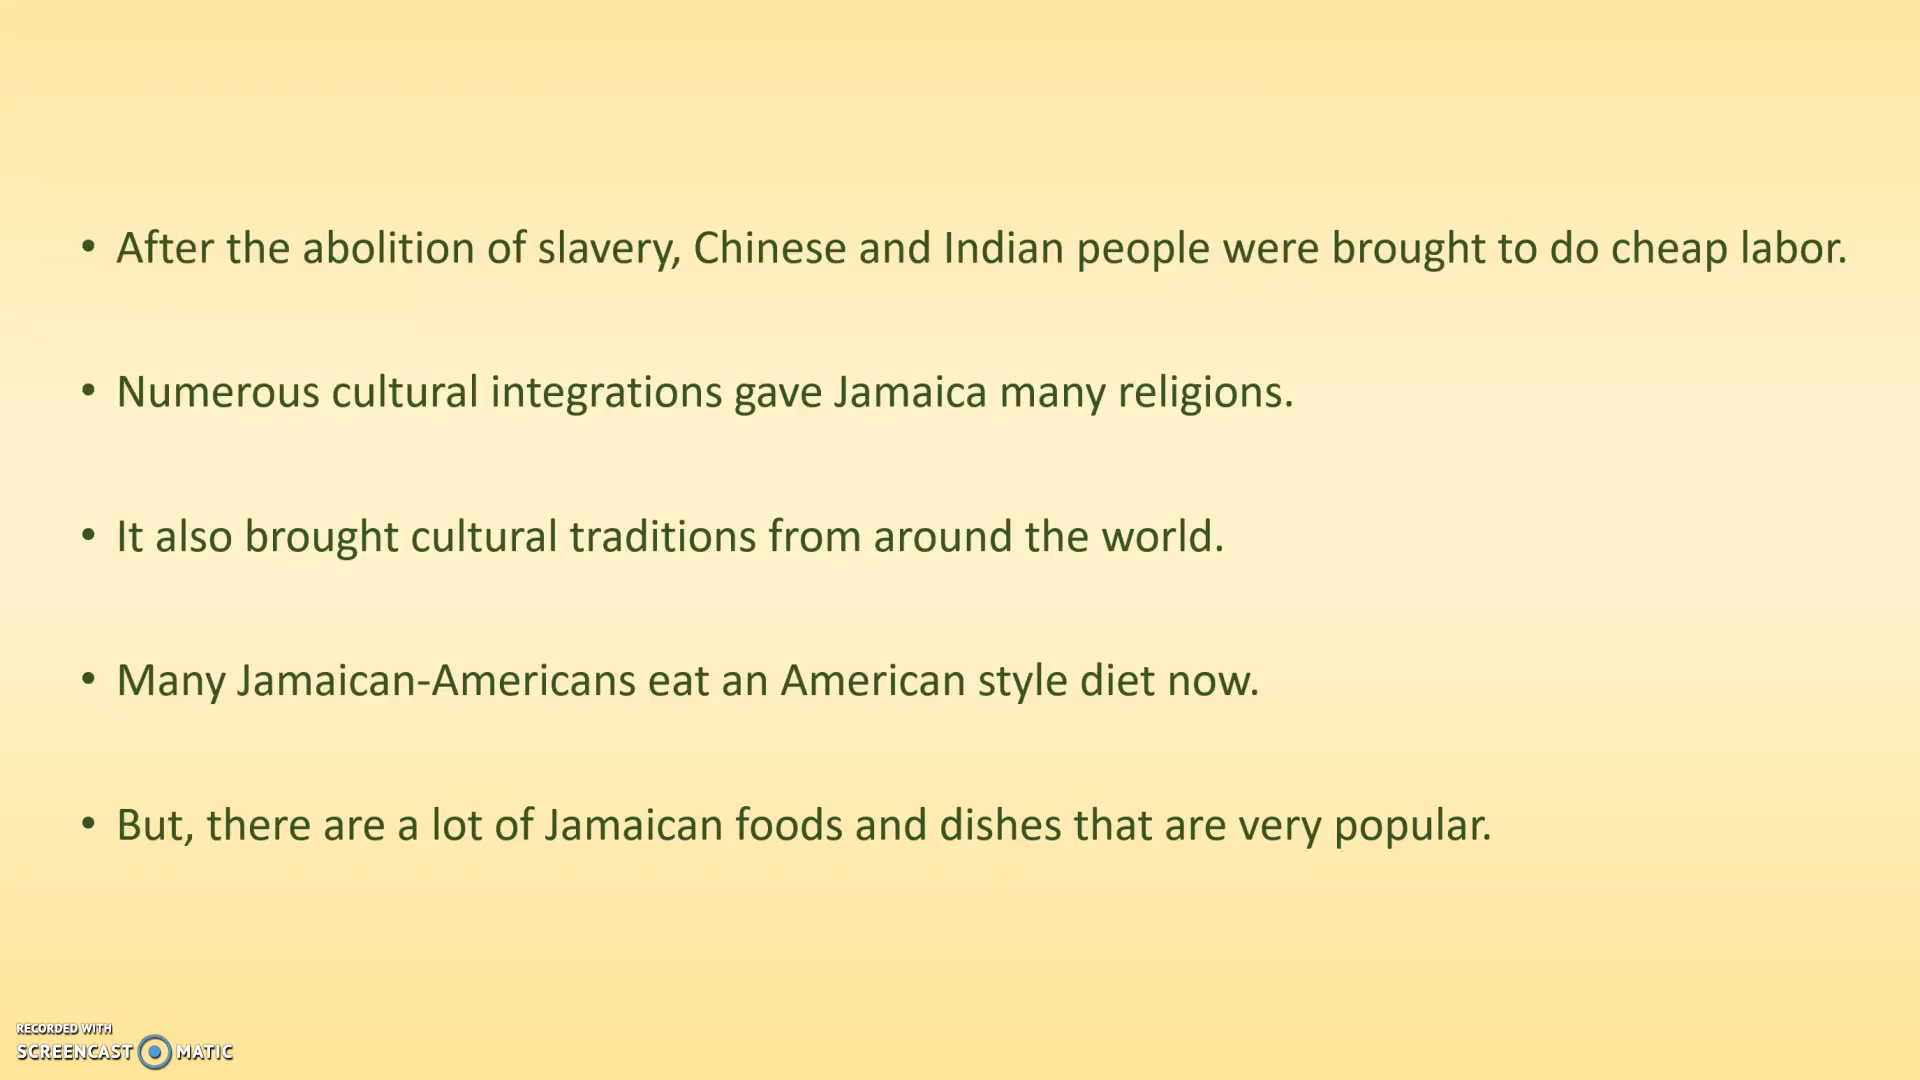 • After the abolition of slavery, Chinese and Indian people were brought to do cheap labor.
• Numerous cultural integrations gave Jamaica many religions.
• It also brought cultural traditions from around the world.
• Many Jamaican-Americans eat an American style diet now.
• But, there are a lot of Jamaican foods and dishes that are very popular.
RECORDED WITH
SCREENCAST MATIC